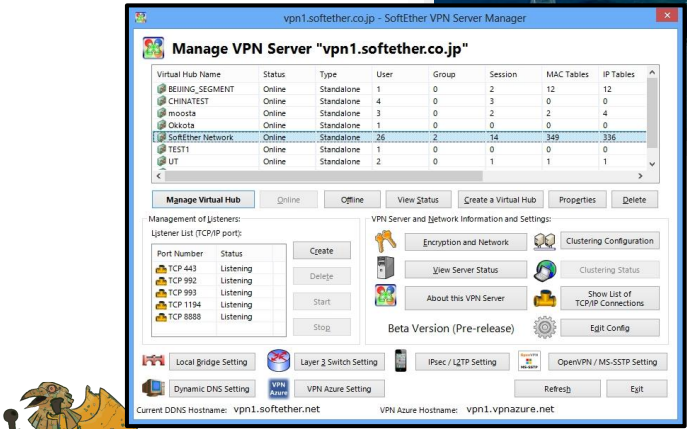 vpn1.softether.co.jp - SoftEther VPN Server Manager
Manage VPN Server "vpn1.softether.co.jp"
Virtual Hub Name Status Type User Group Session MAC Tables IP Tables
BEIJING_SEGMENT Online Standalone 1 0 2 12 12
CHINATEST Online Standalone 4 0 3 0 0
moosta Online Standalone 3 0 2 2 4
Okkota Online Standalone 1 0 0 0 0
SoftEther Network Online Standalone 26 2 14 349 336
TEST1 Online Standalone 1 0 0 0 0
UT Online Standalone 2 0 1 1 1
Manage Virtual Hub Online Offline View Status Create a Virtual Hub Properties Delete
Management of Listeners:
Listener List (TCP/IP port):
Port Number Status
TCP 443 Listening
TCP 992 Listening
TCP 993 Listening
TCP 1194 Listening
TCP 8888 Listening
Create
Delete
Start
Stop
VPN Server and Network Information and Settings:
Encryption and Network
Clustering Configuration
View Server Status
Clustering Status
About this VPN Server
Show List of
TCP/IP Connections
Beta Version (Pre-release)
Edit Config
Local Bridge Setting
Layer 3 Switch Setting
IPsec / L2TP Setting
OpenVPN
MS-SSTP
OpenVPN / MS-SSTP Setting
Dynamic DNS Setting
VPN
Azure
VPN Azure Setting
Refresh
Exit
Current DDNS Hostname: vpn1.softether.net
VPN Azure Hostname: vpn1.vpnazure.net